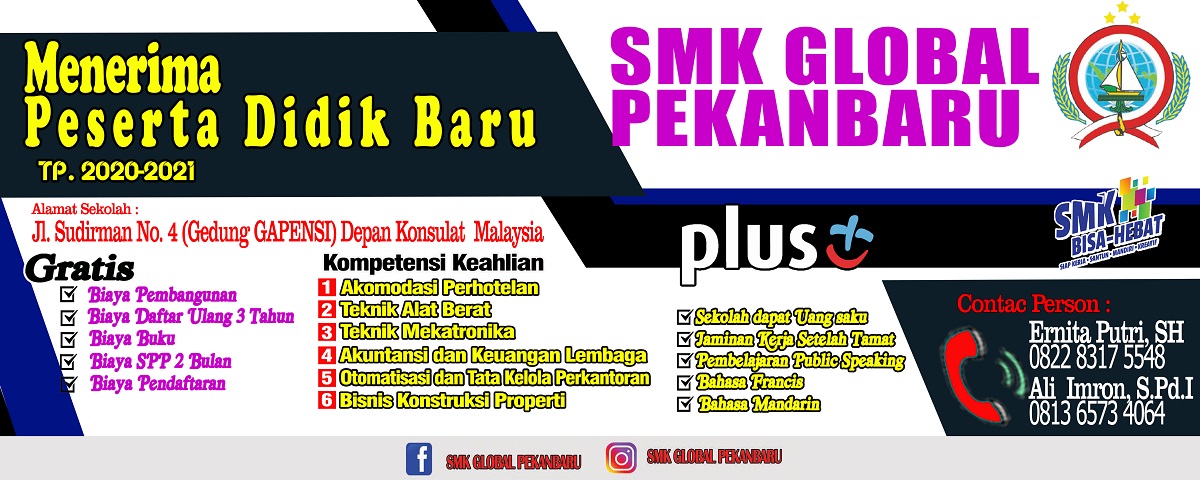 Menerima
Peserta Didik Baru
TP. 2020-2021
SMK GLOBAL
PEKANBARU
Alamat Sekolah :
Jl. Sudirman No. 4 (Gedung GAPENSI) Depan Konsulat Malaysia
Gratis
Biaya Pembangunan
Biaya Daftar Ulang 3 Tahun
Biaya Buku
Biaya SPP 2 Bulan
Biaya Pendaftaran
Kompetensi Keahlian
1 Akomodasi Perhotelan
2 Teknik Alat Berat
3 Teknik Mekatronika
4 Akuntansi dan Keuangan Lembaga
5 Otomatisasi dan Tata Kelola Perkantoran
6 Bisnis Konstruksi Properti
plus
Sekolah dapat Uang saku
Jaminan Kerja Setelah Tamat
Pembelajaran Public Speaking
Bahasa Francis
Bahasa Mandarin
SMK
BISA-HEBAT
SIAP KERJA • SANTUN • MANDIRI • KREATIF
Contac Person :
Ernita Putri, SH
0822 8317 5548
Ali Imron, S.Pd.I
0813 6573 4064
SMK GLOBAL PEKANBARU
SMK GLOBAL PEKANBARU